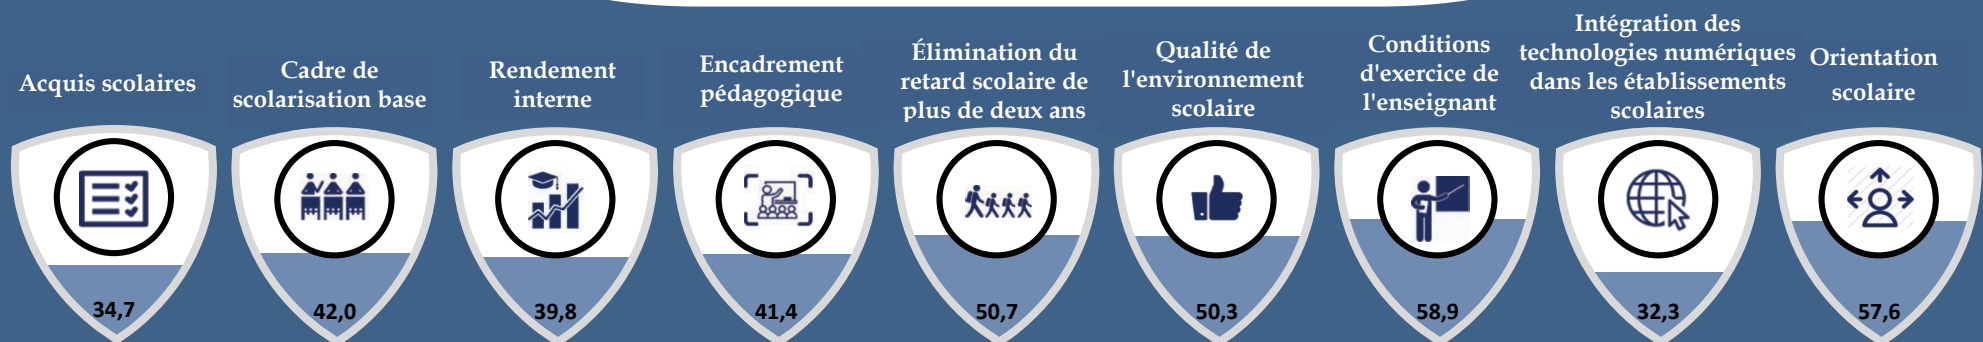 Acquis scolaires
Cadre de
scolarisation base
Rendement
interne
Encadrement
pédagogique
Élimination du
retard scolaire de
plus de deux ans
Qualité de
l'environnement
scolaire
Conditions
d'exercice de
l'enseignant
Intégration des
technologies numériques
dans les établissements
scolaires
Orientation
scolaire
34,7
42,0
39,8
41,4
50,7
50,3
58,9
32,3
57,6